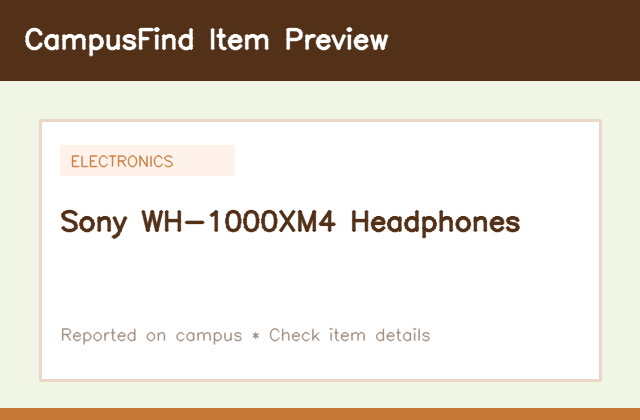 CampusFind Item Preview
ELECTRONICS
Sony WH-1000XM4 Headphones
Reported on campus * Check item details